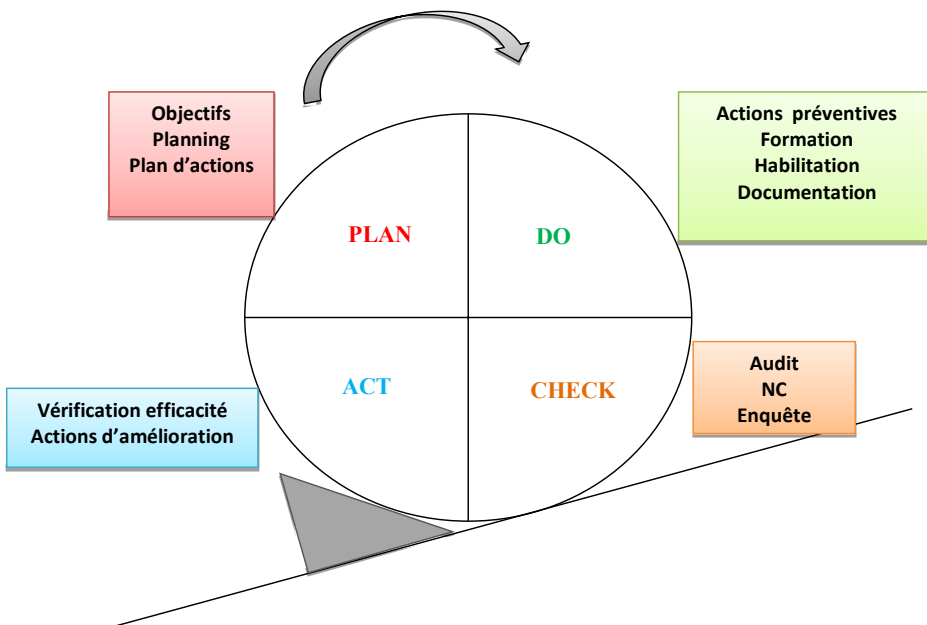 Objectifs
Planning
Plan d’actions
Actions préventives
Formation
Habilitation
Documentation
PLAN
DO
ACT
CHECK
Audit
NC
Enquête
Vérification efficacité
Actions d’amélioration